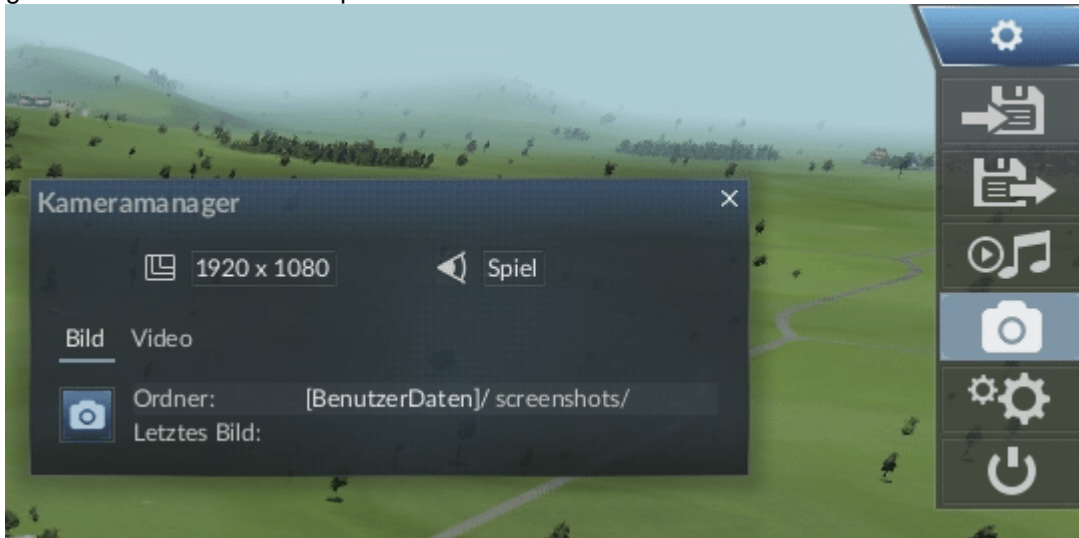 Kameramanager
1920 x 1080
Spiel
Bild Video
Ordner: [BenutzerDaten]/ screenshots/
Letztes Bild: